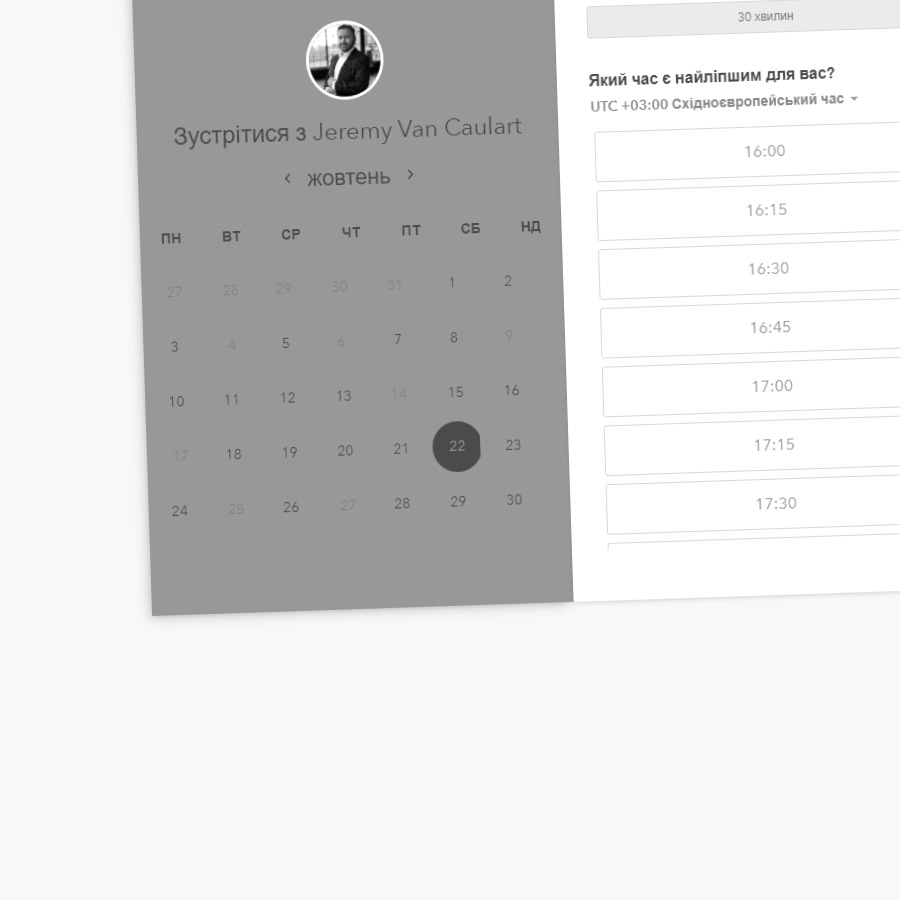 Зустрітися з Jeremy Van Caulart
‹ жовтень ›
ПН ВТ СР ЧТ ПТ СБ НД
27 28 29 30 31 1 2
3 4 5 6 7 8 9
10 11 12 13 14 15 16
17 18 19 20 21 22 23
24 25 26 27 28 29 30
30 хвилин
Який час є найліпшим для вас?
UTC +03:00 Східноєвропейський час
16:00
16:15
16:30
16:45
17:00
17:15
17:30